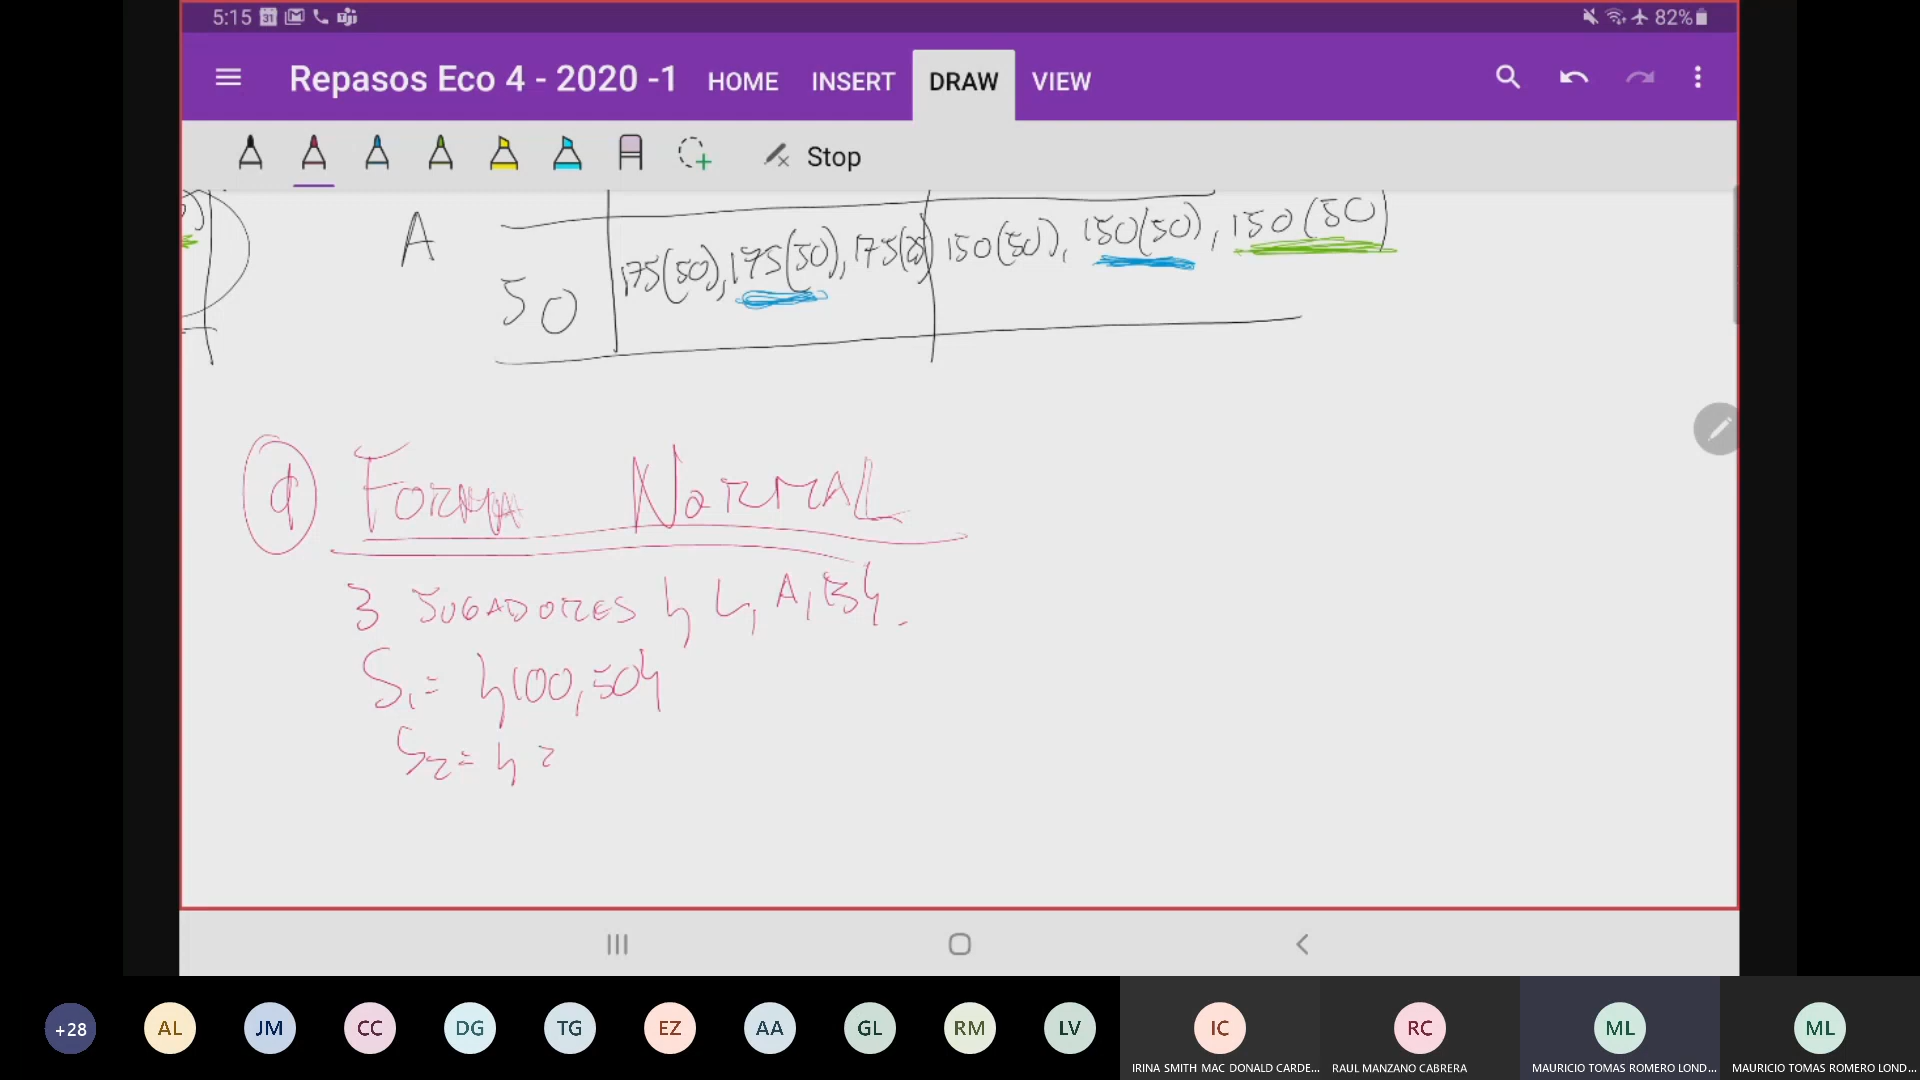 5:15 31 82%
Repasos Eco 4 - 2020 -1 HOME INSERT DRAW VIEW
Stop
A
50 175(50), 175(50), 175(25) 150(50), 150(50), 150(50)
d Forma Normal
3 JUGADORES { L, A, B}.
S1= {100,50}
S2= { 2
+28 AL JM CC DG TG EZ AA GL RM LV IC RC ML ML
IRINA SMITH MAC DONALD CARDE... RAUL MANZANO CABRERA MAURICIO TOMAS ROMERO LOND... MAURICIO TOMAS ROMERO LOND...